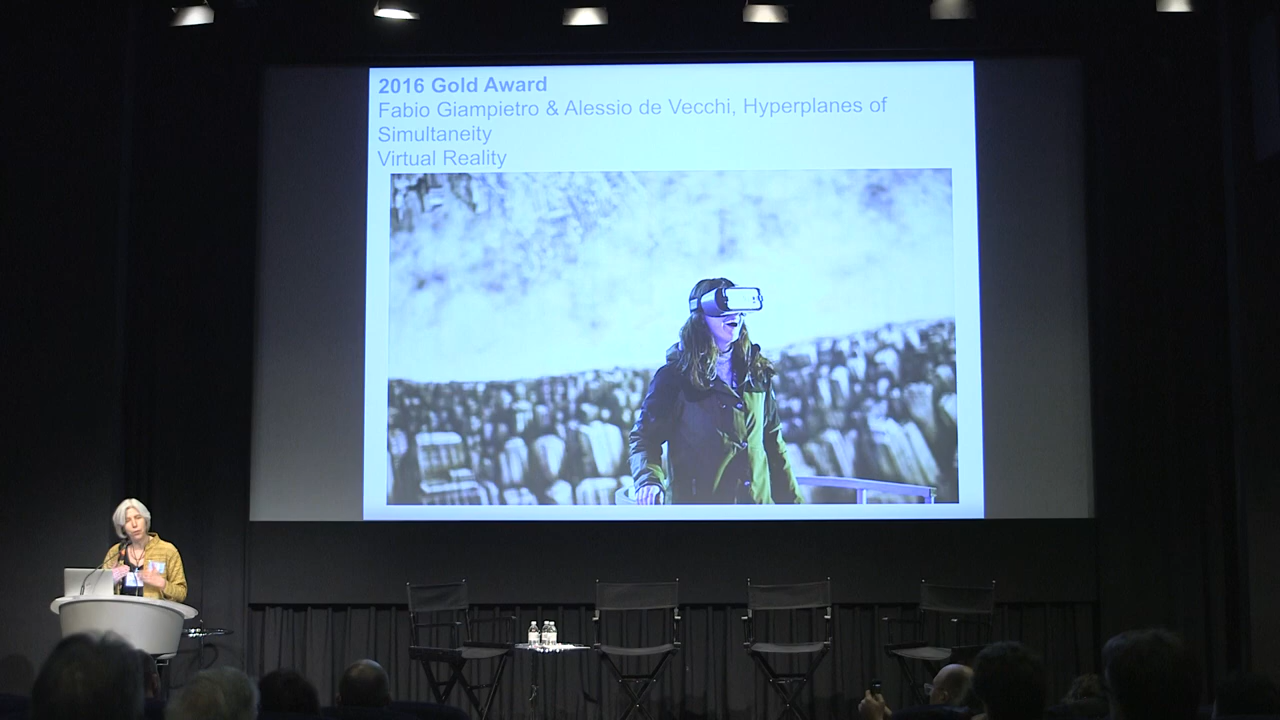 2016 Gold Award
Fabio Giampietro & Alessio de Vecchi, Hyperplanes of
Simultaneity
Virtual Reality